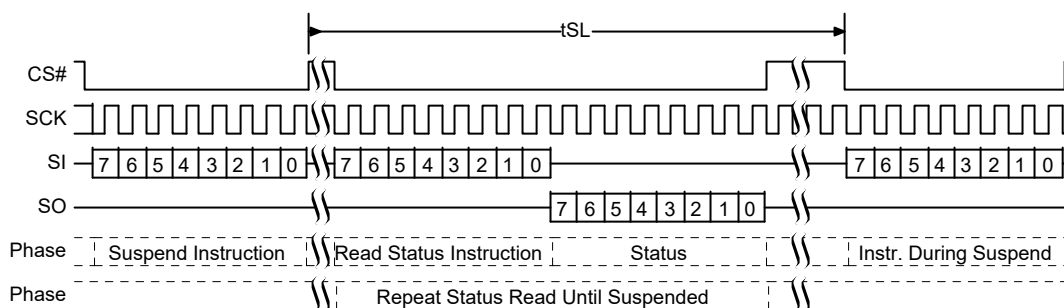 tSL
CS#
SCK
SI 7 6 5 4 3 2 1 0 7 6 5 4 3 2 1 0 7 6 5 4 3 2 1 0
SO 7 6 5 4 3 2 1 0
Phase Suspend Instruction Read Status Instruction Status Instr. During Suspend
Phase Repeat Status Read Until Suspended